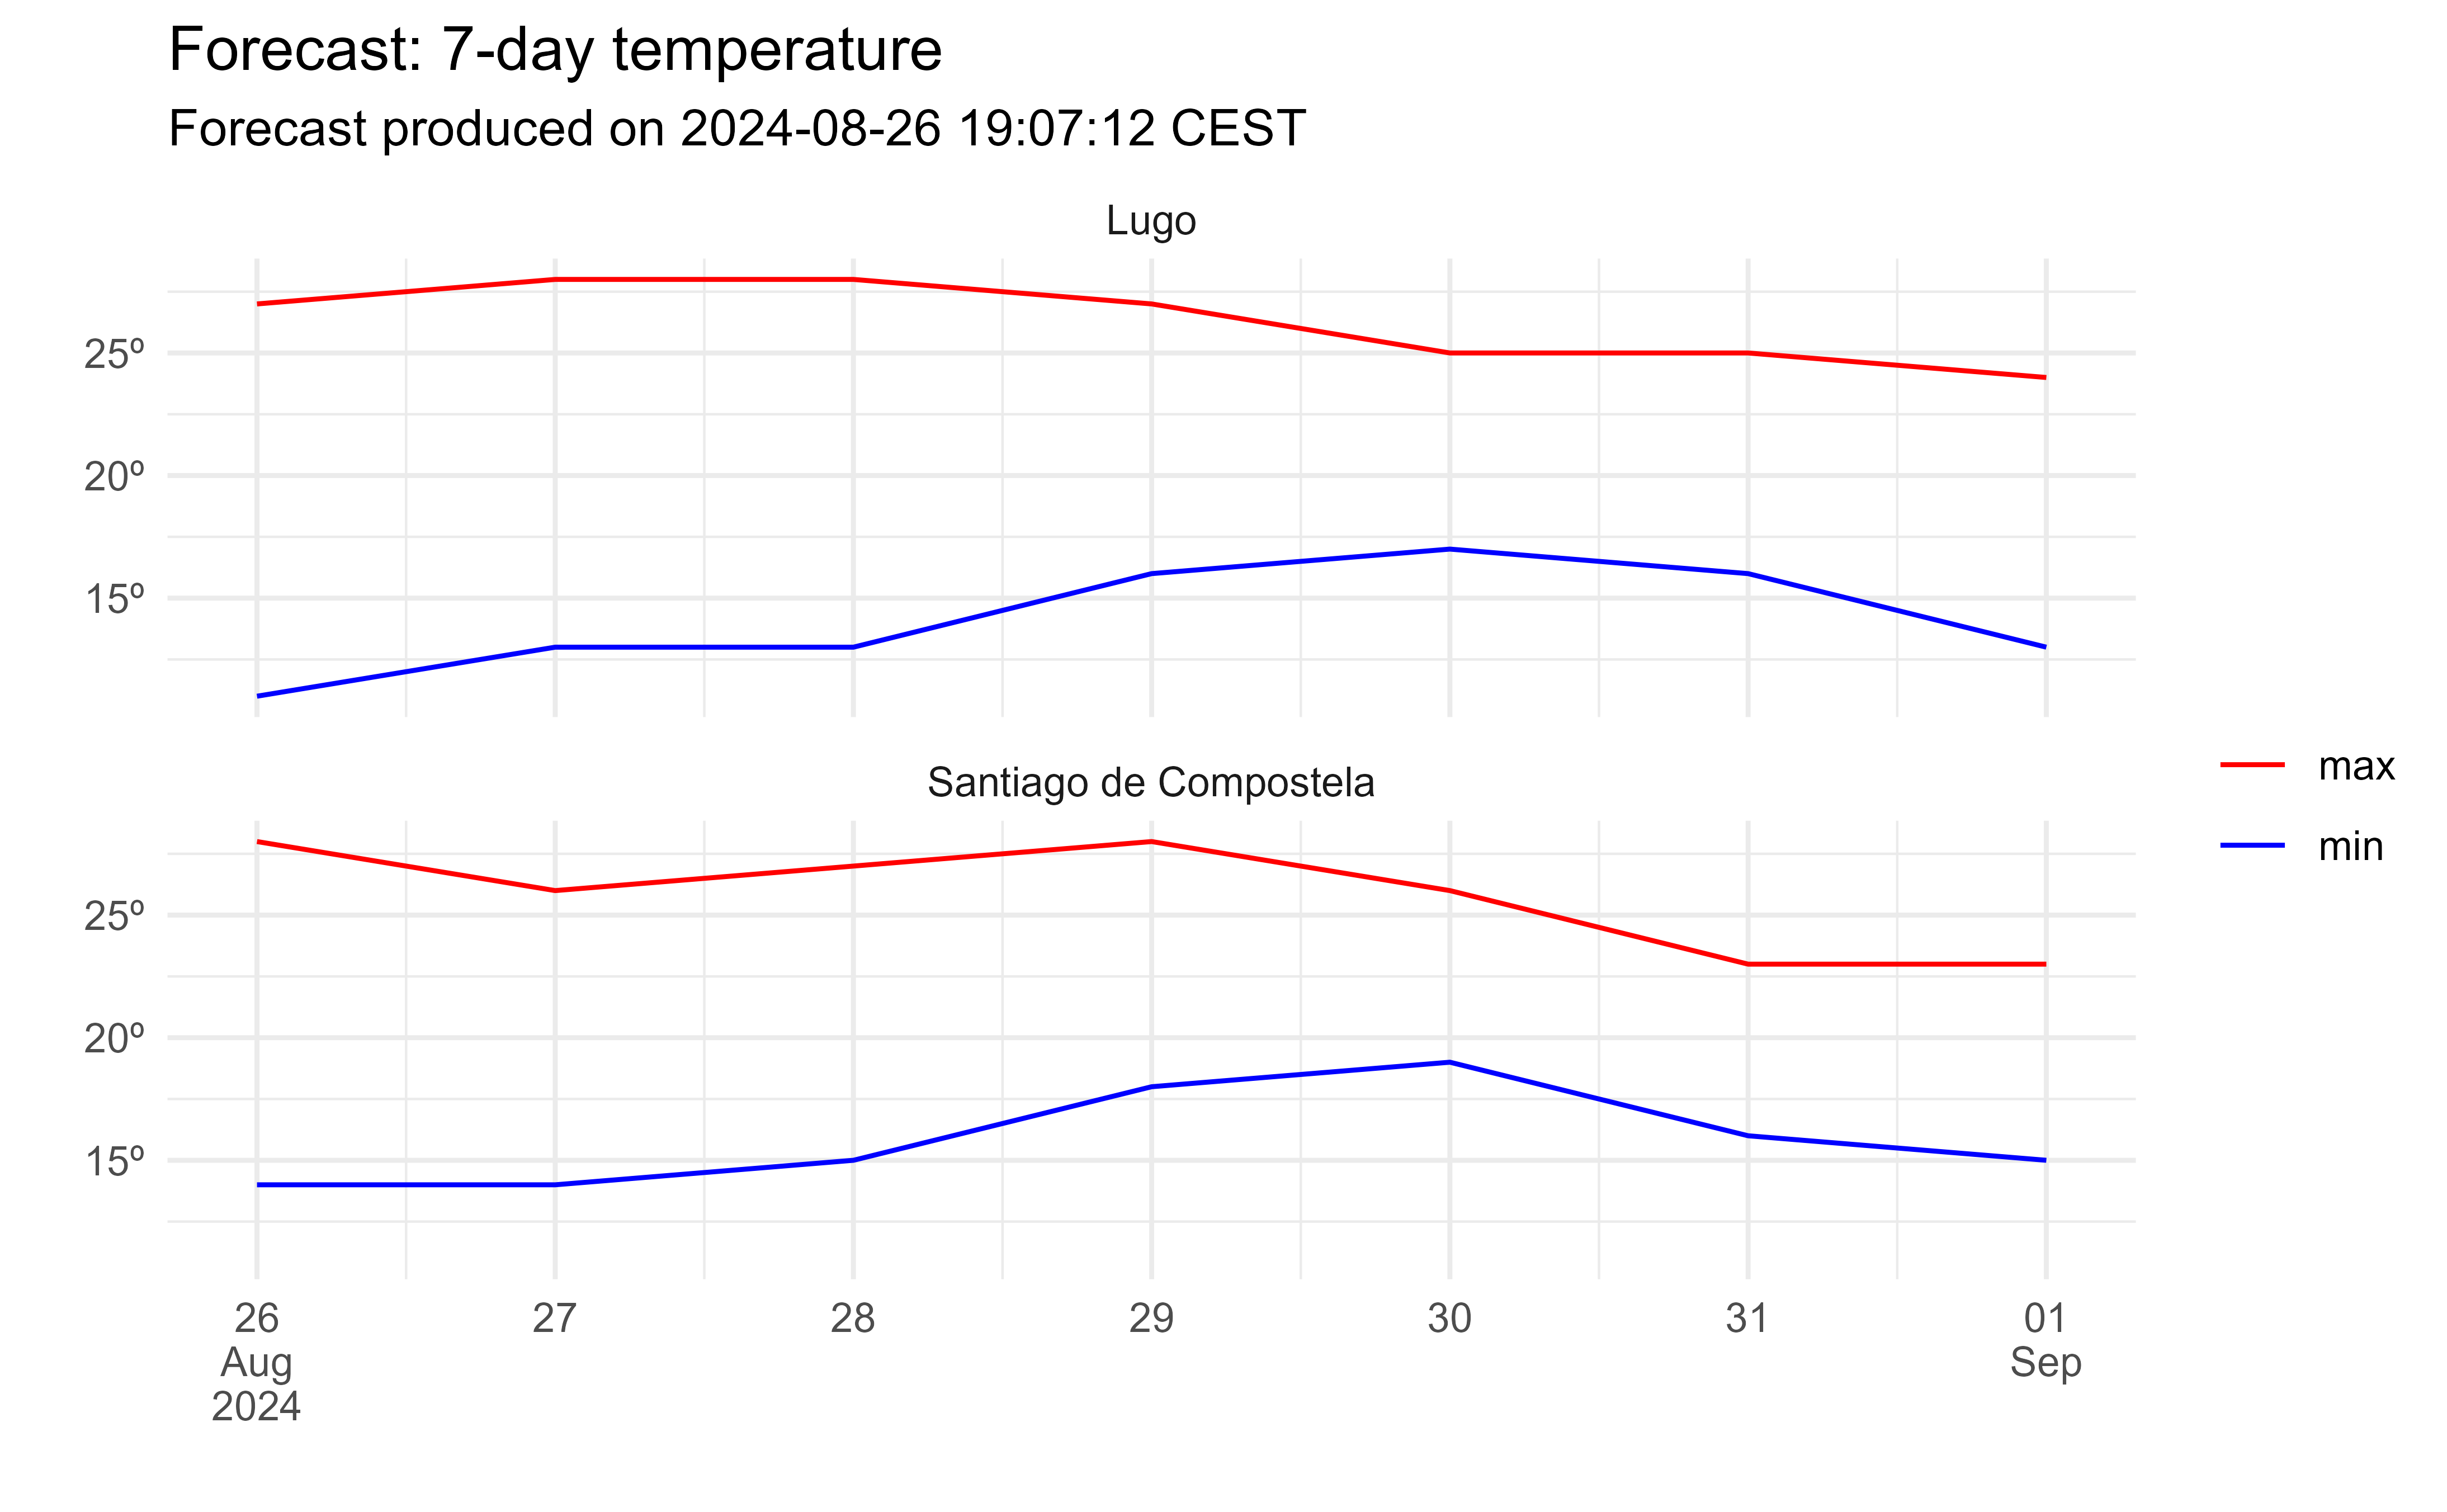 Forecast: 7-day temperature
Forecast produced on 2024-08-26 19:07:12 CEST
Lugo
25º
20º
15º
Santiago de Compostela
25º
20º
15º
max
min
26 27 28 29 30 31 01
Aug Sep
2024